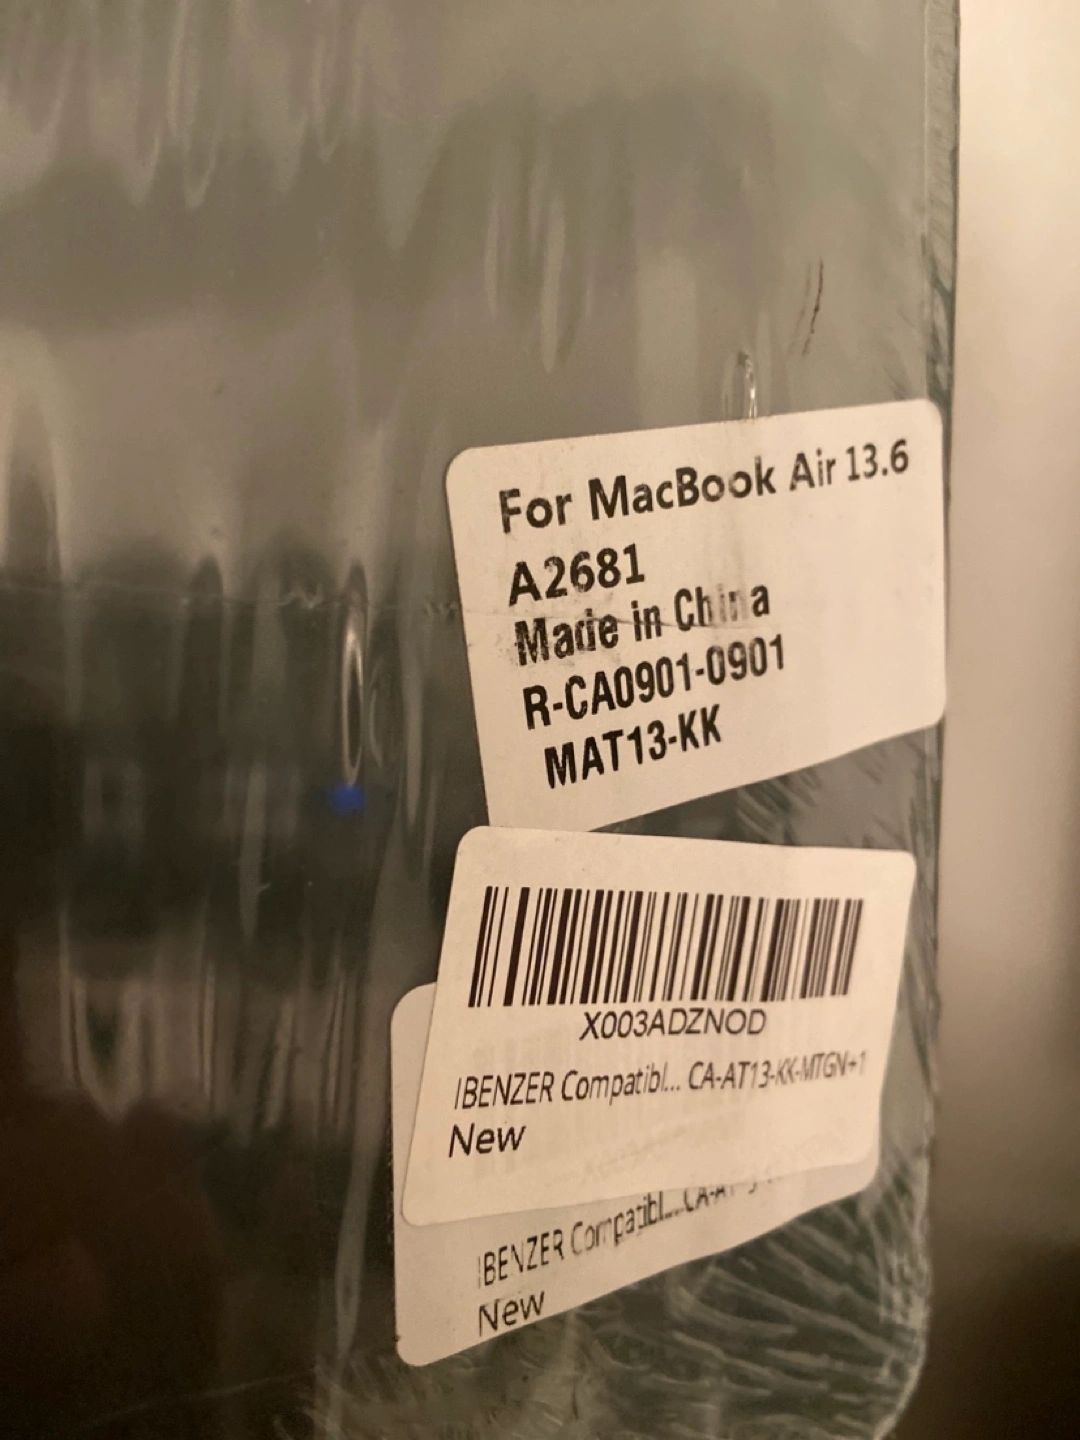 For MacBook Air 13.6
A2681
Made in China
R-CA0901-0901
MAT13-KK
X003ADZNOD
IBENZER Compatibl... CA-AT13-KK-MTGN+1
New
IBENZER Compatibl...
New